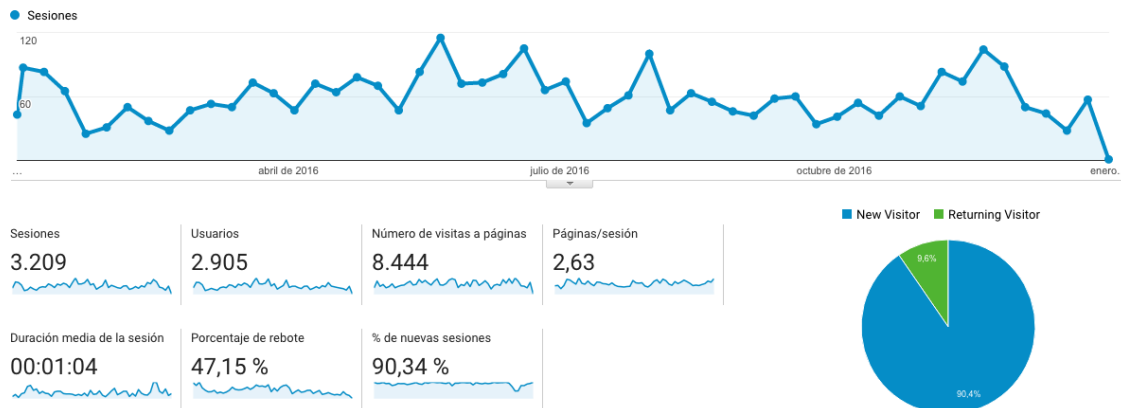 Sesiones
120
60
...
abril de 2016
julio de 2016
octubre de 2016
enero.
New Visitor
Returning Visitor
Sesiones
3.209
Usuarios
2.905
Número de visitas a páginas
8.444
Páginas/sesión
2,63
9,6%
90,4%
Duración media de la sesión
00:01:04
Porcentaje de rebote
47,15 %
% de nuevas sesiones
90,34 %